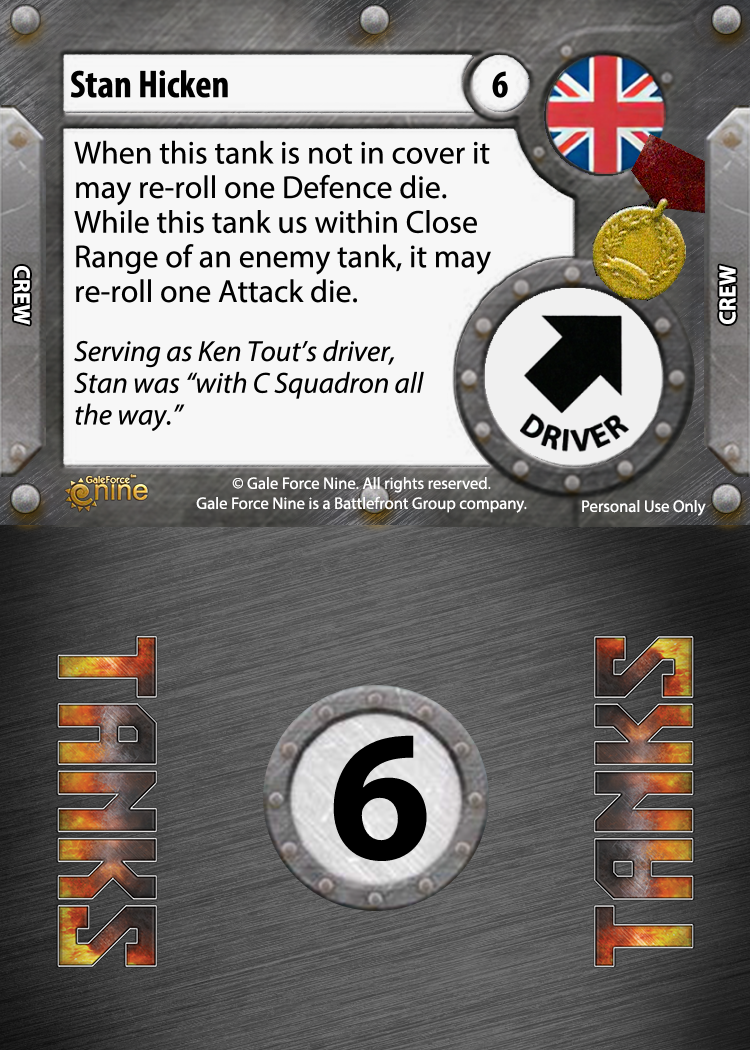 Stan Hicken
6
When this tank is not in cover it
may re-roll one Defence die.
While this tank us within Close
Range of an enemy tank, it may
re-roll one Attack die.
Serving as Ken Tout’s driver,
Stan was “with C Squadron all
the way.”
CREW
CREW
DRIVER
GaleForce™
nine
© Gale Force Nine. All rights reserved.
Gale Force Nine is a Battlefront Group company.
Personal Use Only
TANKS
6
TANKS